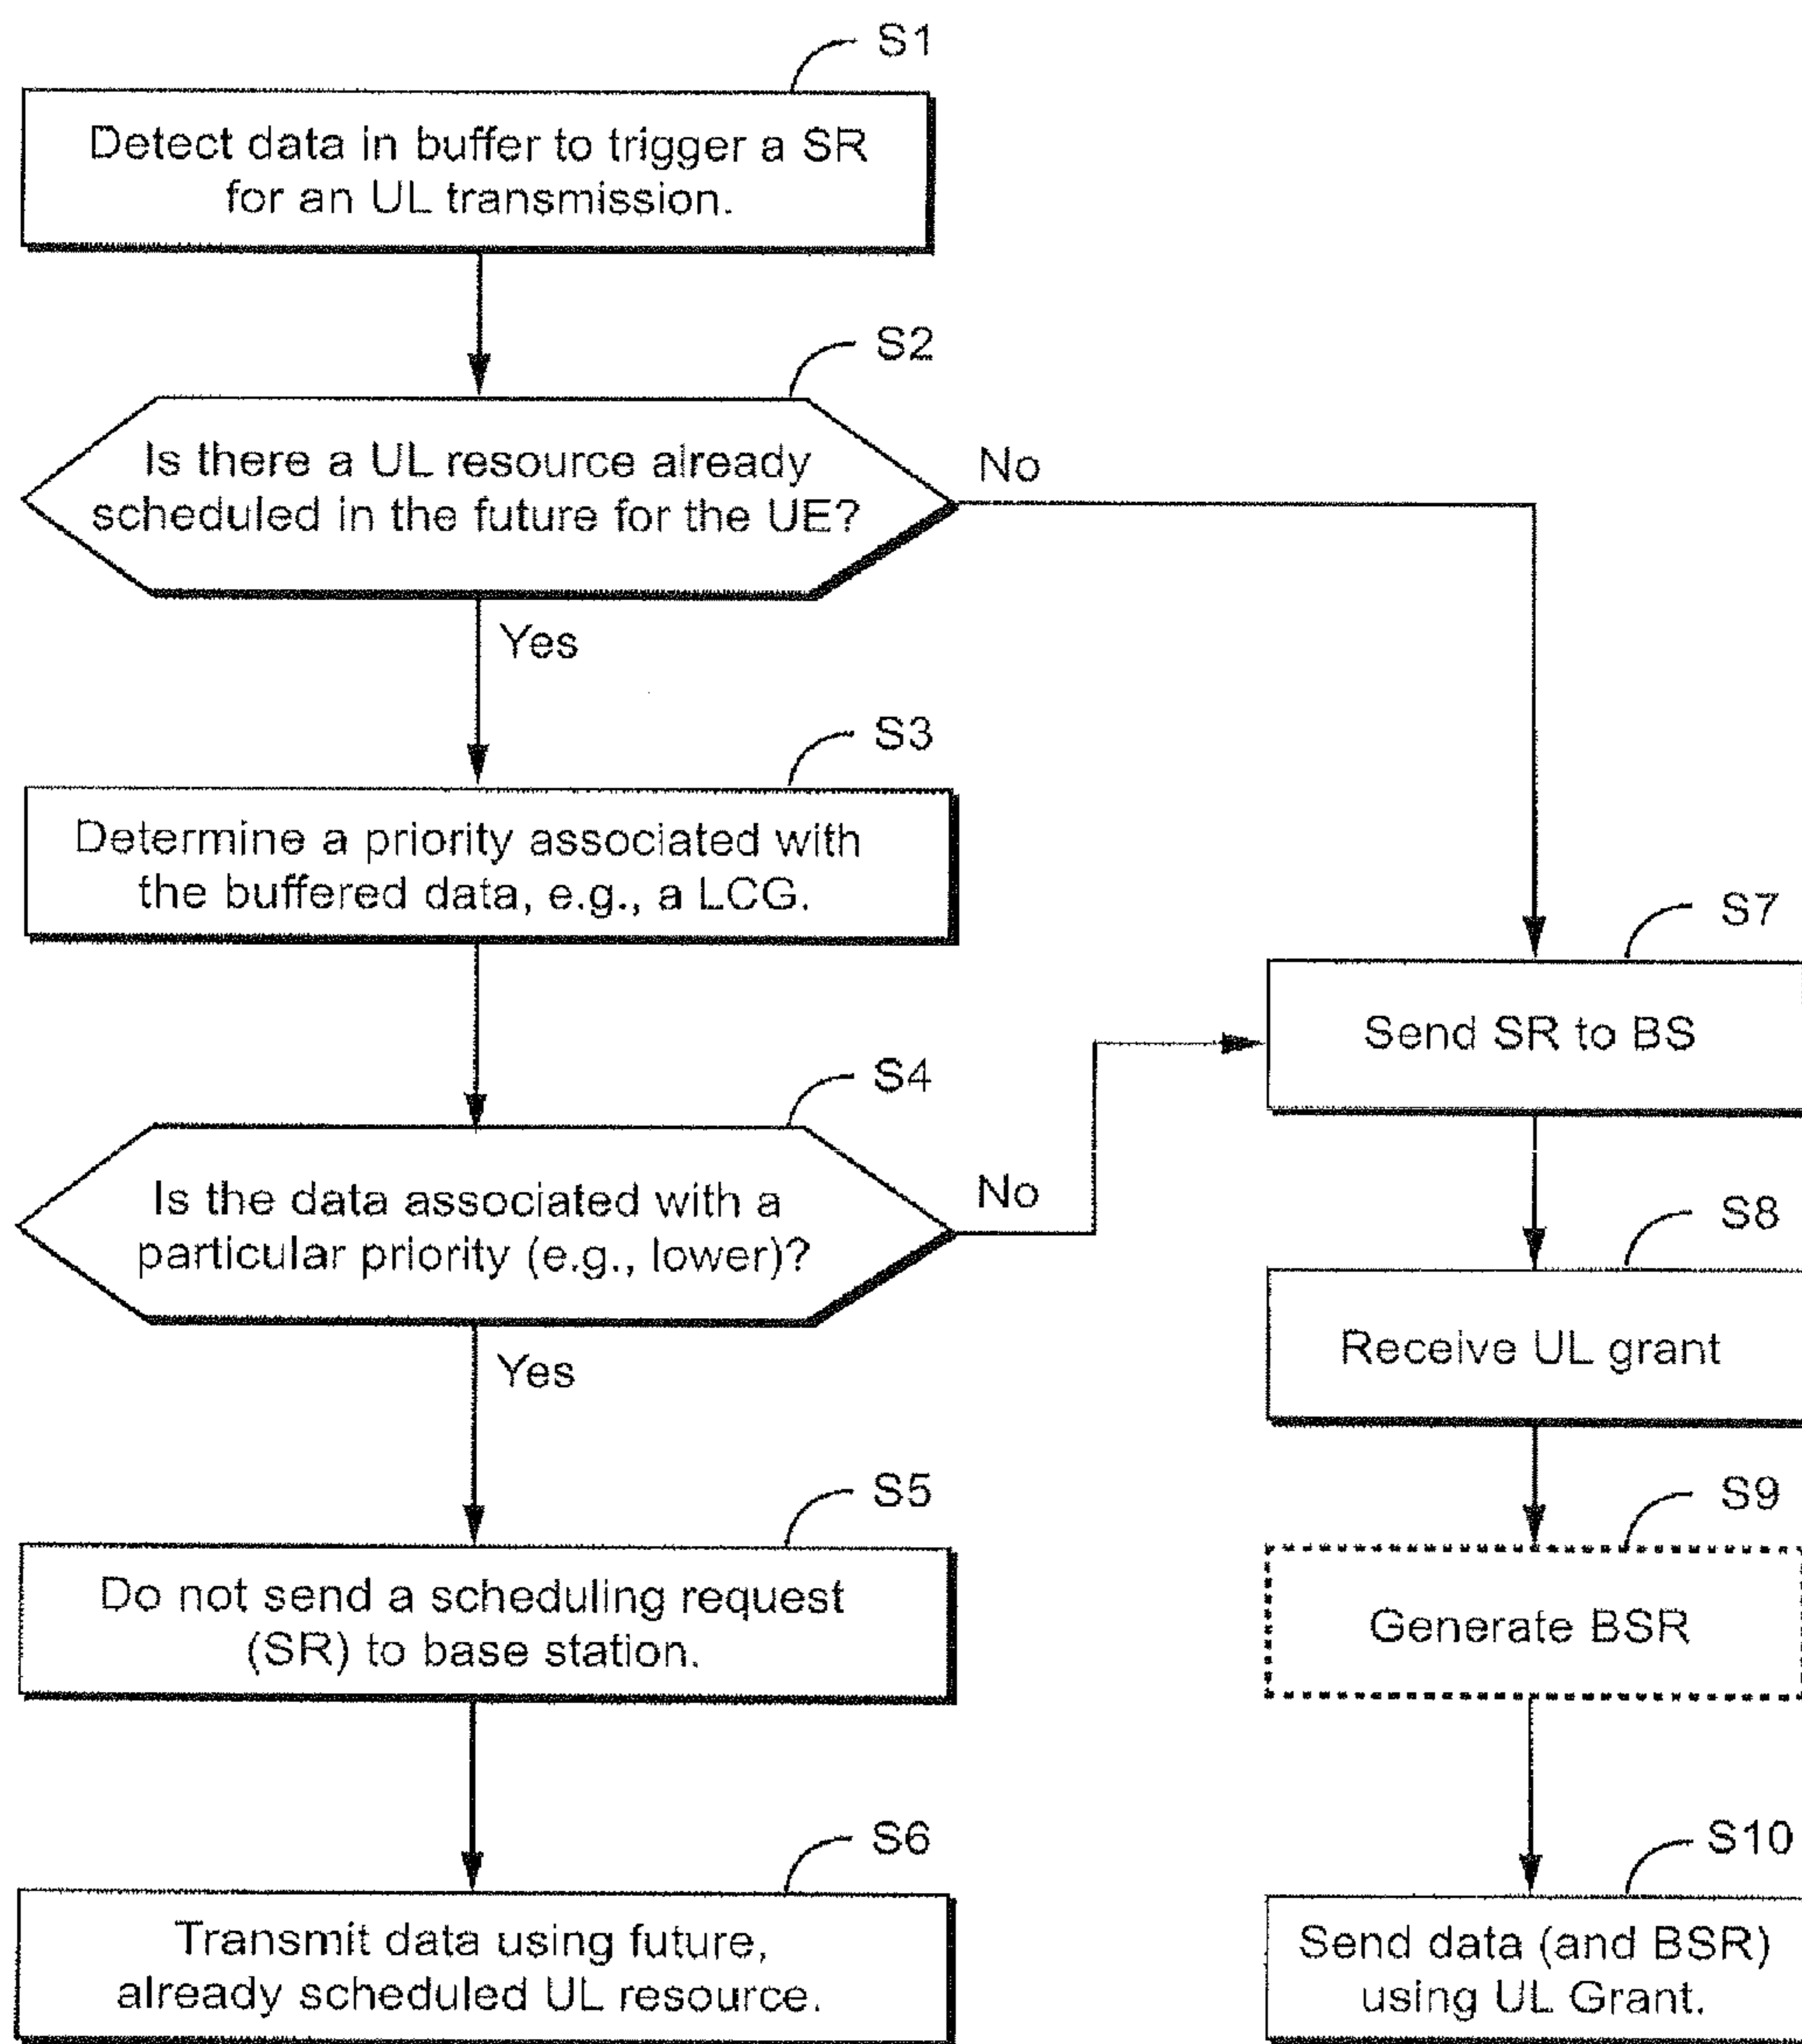 S1
Detect data in buffer to trigger a SR
for an UL transmission.
S2
Is there a UL resource already
scheduled in the future for the UE?
No
Yes
S3
Determine a priority associated with
the buffered data, e.g., a LCG.
S4
Is the data associated with a
particular priority (e.g., lower)?
No
Yes
S5
Do not send a scheduling request
(SR) to base station.
S6
Transmit data using future,
already scheduled UL resource.
S7
Send SR to BS
S8
Receive UL grant
S9
Generate BSR
S10
Send data (and BSR)
using UL Grant.